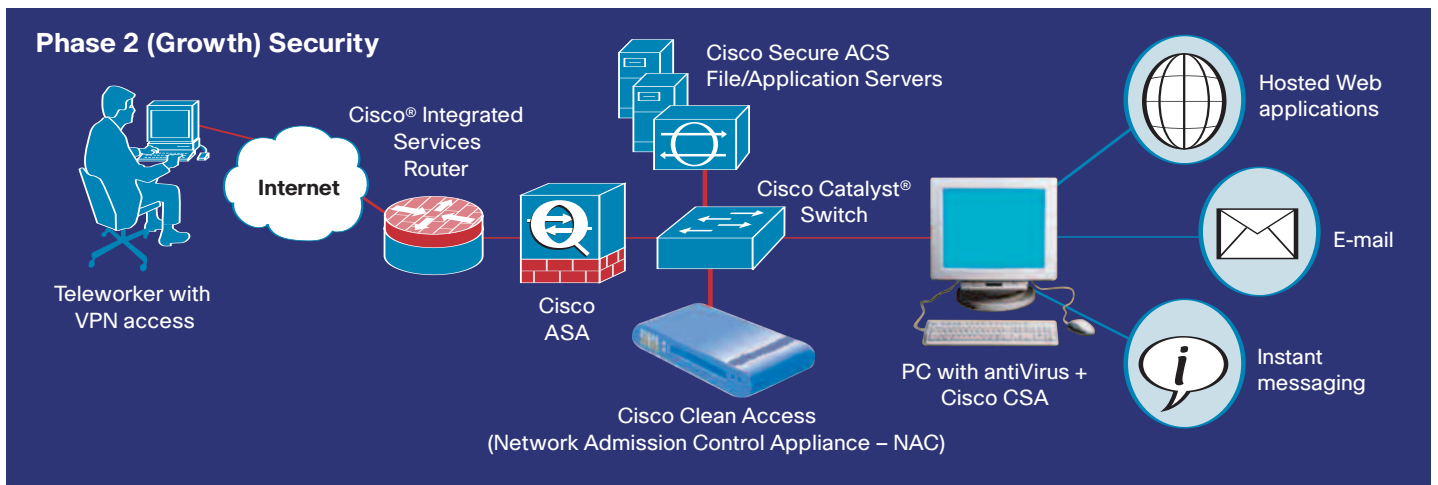 Phase 2 (Growth) Security
Cisco Secure ACS
File/Application Servers
Hosted Web
applications
Cisco® Integrated
Services
Router
Internet
Cisco Catalyst®
Switch
E-mail
Teleworker with
VPN access
Cisco
ASA
PC with antiVirus +
Cisco CSA
Instant
messaging
i
Cisco Clean Access
(Network Admission Control Appliance – NAC)